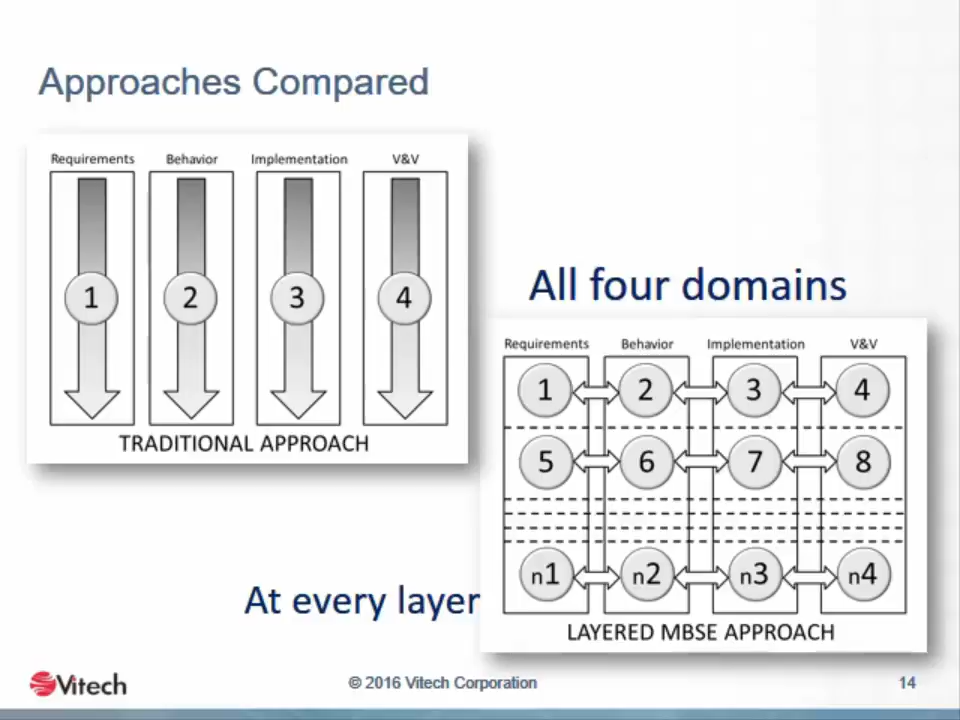 Approaches Compared
Requirements Behavior Implementation V&V
1 2 3 4
TRADITIONAL APPROACH
All four domains
Requirements Behavior Implementation V&V
1 2 3 4
5 6 7 8
n1 n2 n3 n4
At every layer
LAYERED MBSE APPROACH
Vitech
© 2016 Vitech Corporation
14